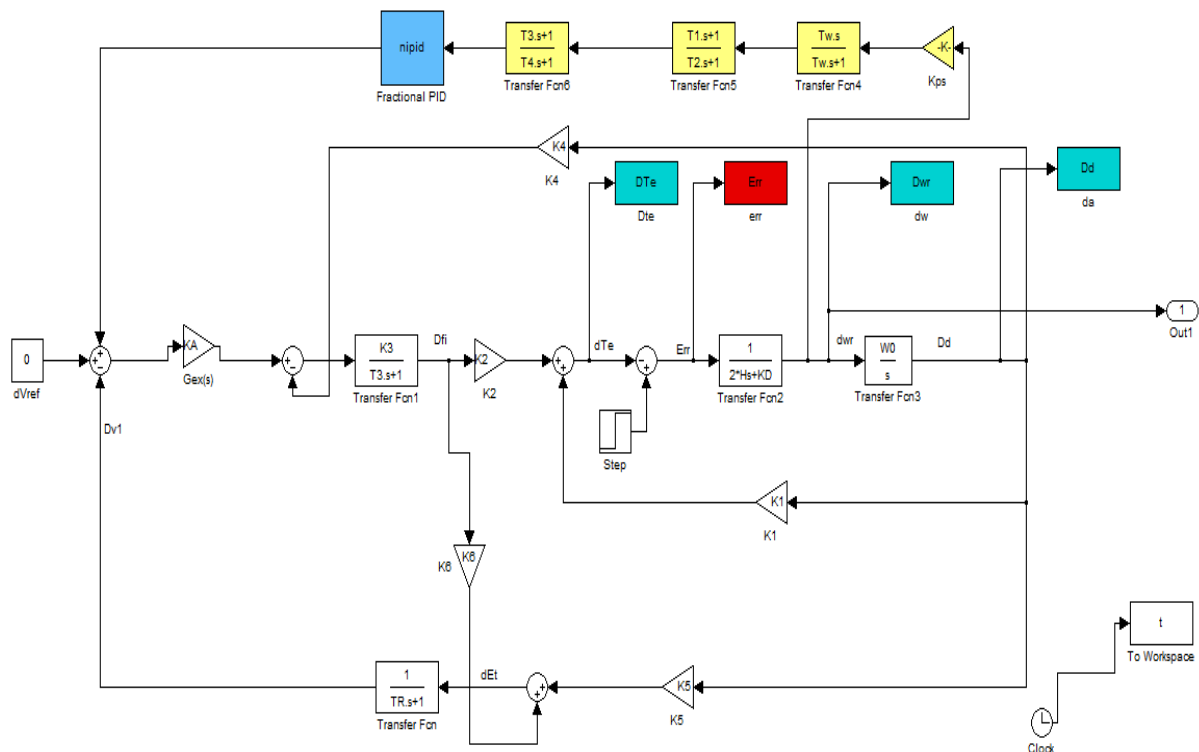 nipid
Fractional PID
T3.s+1
T4.s+1
Transfer Fcn6
T1.s+1
T2.s+1
Transfer Fcn5
Tw.s
Tw.s+1
Transfer Fcn4
-K-
Kps
K4
K4
DTe
Dte
Err
err
Dwr
dw
Dd
da
0
dVref
+
+
−
KA
Gex(s)
−
K3
T3.s+1
Transfer Fcn1
Dfi
K2
K2
+
+
dTe
−
+
Err
1
2*Hs+KD
Transfer Fcn2
dwr
W0
s
Transfer Fcn3
Dd
1
Out1
Dv1
Step
K1
K1
K6
K6
1
TR.s+1
Transfer Fcn
dEt
+
+
K5
K5
t
To Workspace
Clock